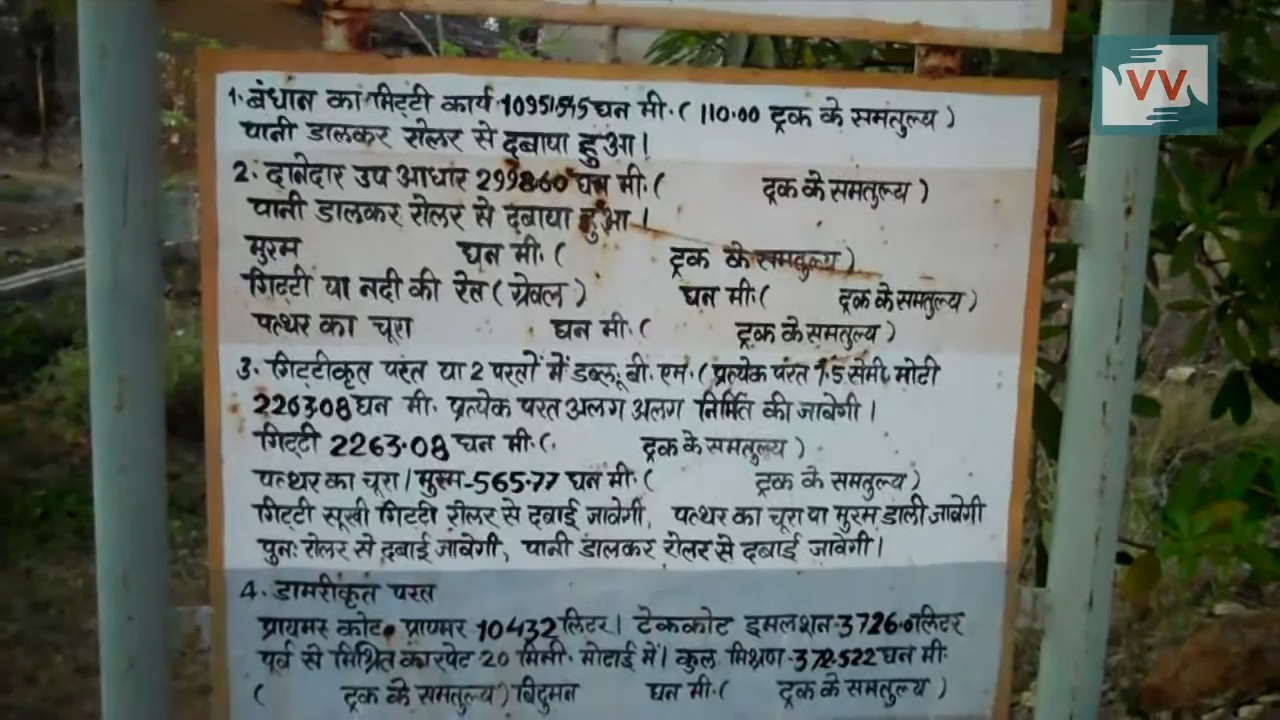 VV
1. बंधान का मिट्टी कार्य 10951.545 घन मी. ( 110.00 ट्रक के समतुल्य )
पानी डालकर रोलर से दबाया हुआ।
2. दानेदार उप आधार 2998.60 घन मी. ( ट्रक के समतुल्य )
पानी डालकर रोलर से दबाया हुआ।
मुरम घन मी. ( ट्रक के समतुल्य )
गिट्टी या नदी की रेत ( ग्रेवल ) घन मी. ( ट्रक के समतुल्य )
पत्थर का चूरा घन मी. ( ट्रक के समतुल्य )
3. गिट्टीकृत परत या 2 परतों में डब्लू. बी. एम. ( प्रत्येक परत 7.5 सेमी. मोटी
2263.08 घन मी. प्रत्येक परत अलग अलग निर्मित की जावेगी।
गिट्टी 2263.08 घन मी. ( ट्रक के समतुल्य )
पत्थर का चूरा / मुरम - 565.77 घन मी. ( ट्रक के समतुल्य )
गिट्टी सूखी गिट्टी रोलर से दबाई जावेगी, पत्थर का चूरा या मुरम डाली जावेगी
पुनः रोलर से दबाई जावेगी, पानी डालकर रोलर से दबाई जावेगी।
4. डामरीकृत परत
प्रायमर कोट. प्रायमर 10432 लिटर। टेककोट इमलशन - 3726.0 लिटर
पूर्व से मिश्रित कारपेट 20 मिमी. मोटाई में। कुल मिश्रण - 372.522 घन मी.
( ट्रक के समतुल्य ) बिटुमन घन मी. ( ट्रक के समतुल्य )